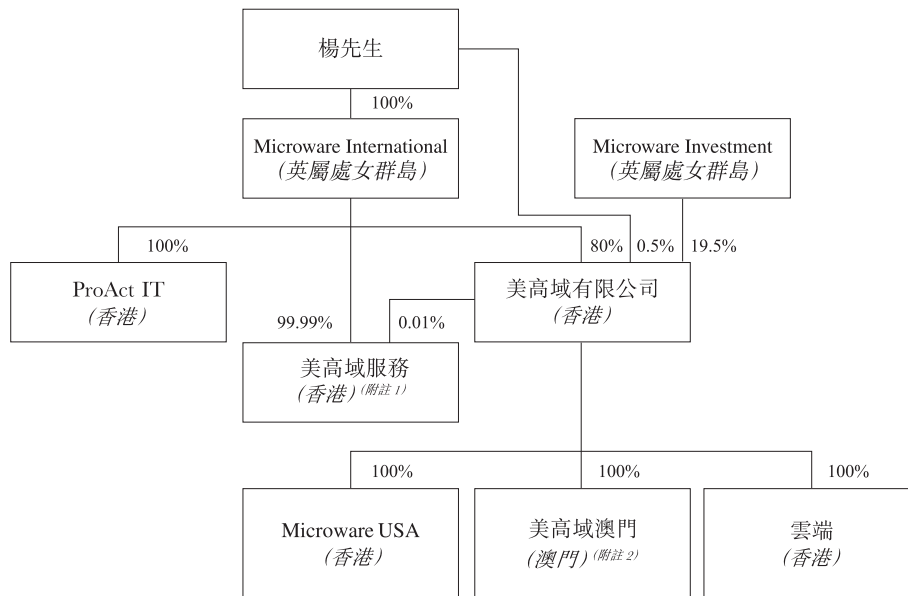 楊先生
100%
Microware International
(英屬處女群島)
Microware Investment
(英屬處女群島)
100%
80%
0.5%
19.5%
ProAct IT
(香港)
美高域有限公司
(香港)
99.99%
0.01%
美高域服務
(香港)(附註1)
100%
100%
100%
Microware USA
(香港)
美高域澳門
(澳門)(附註2)
雲端
(香港)